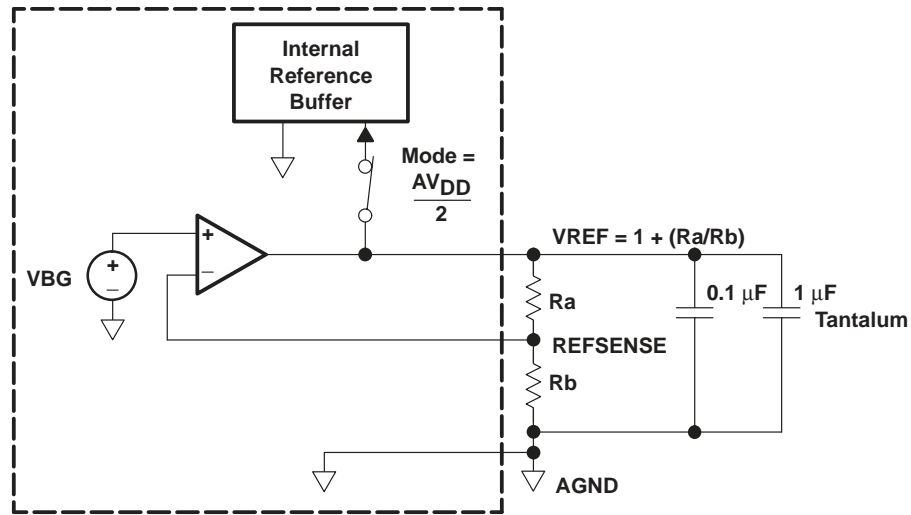 Internal
Reference
Buffer
Mode =
AVDD
2
VREF = 1 + (Ra/Rb)
+
−
VBG
+
−
Ra
0.1 μF
1 μF
Tantalum
REFSENSE
Rb
AGND